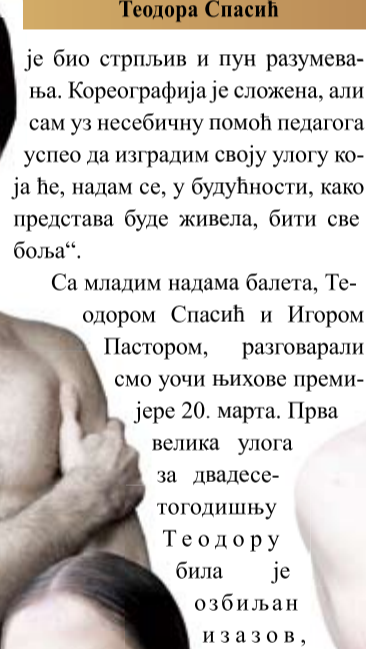 Теодора Спасић
је био стрпљив и пун разумева-
ња. Кореографија је сложена, али
сам уз несебичну помоћ педагога
успео да изградим своју улогу ко-
ја ће, надам се, у будућности, како
представа буде живела, бити све
боља“.
Са младим надама балета, Те-
одором Спасић и Игором
Пастором, разговарали
смо уочи њихове преми-
јере 20. марта. Прва
велика улога
за двадесе-
тогодишњу
Теодору
била је
озбиљан
изазов,